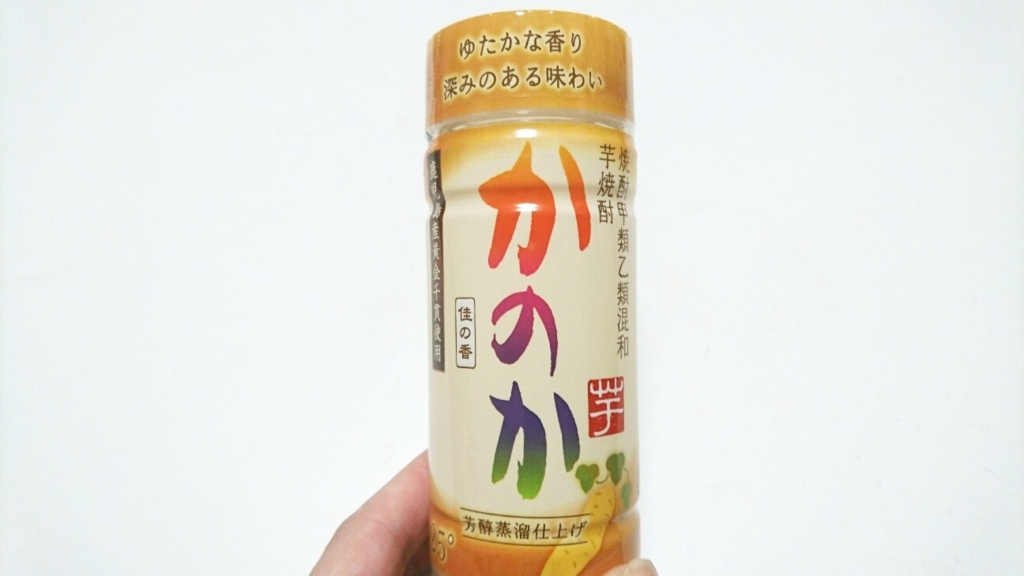 ゆたかな香り
深みのある味わい
焼酎甲類乙類混和
芋焼酎
かのか
佳の香
鹿児島産黄金千貫使用
芋
芳醇蒸溜仕上げ
25°